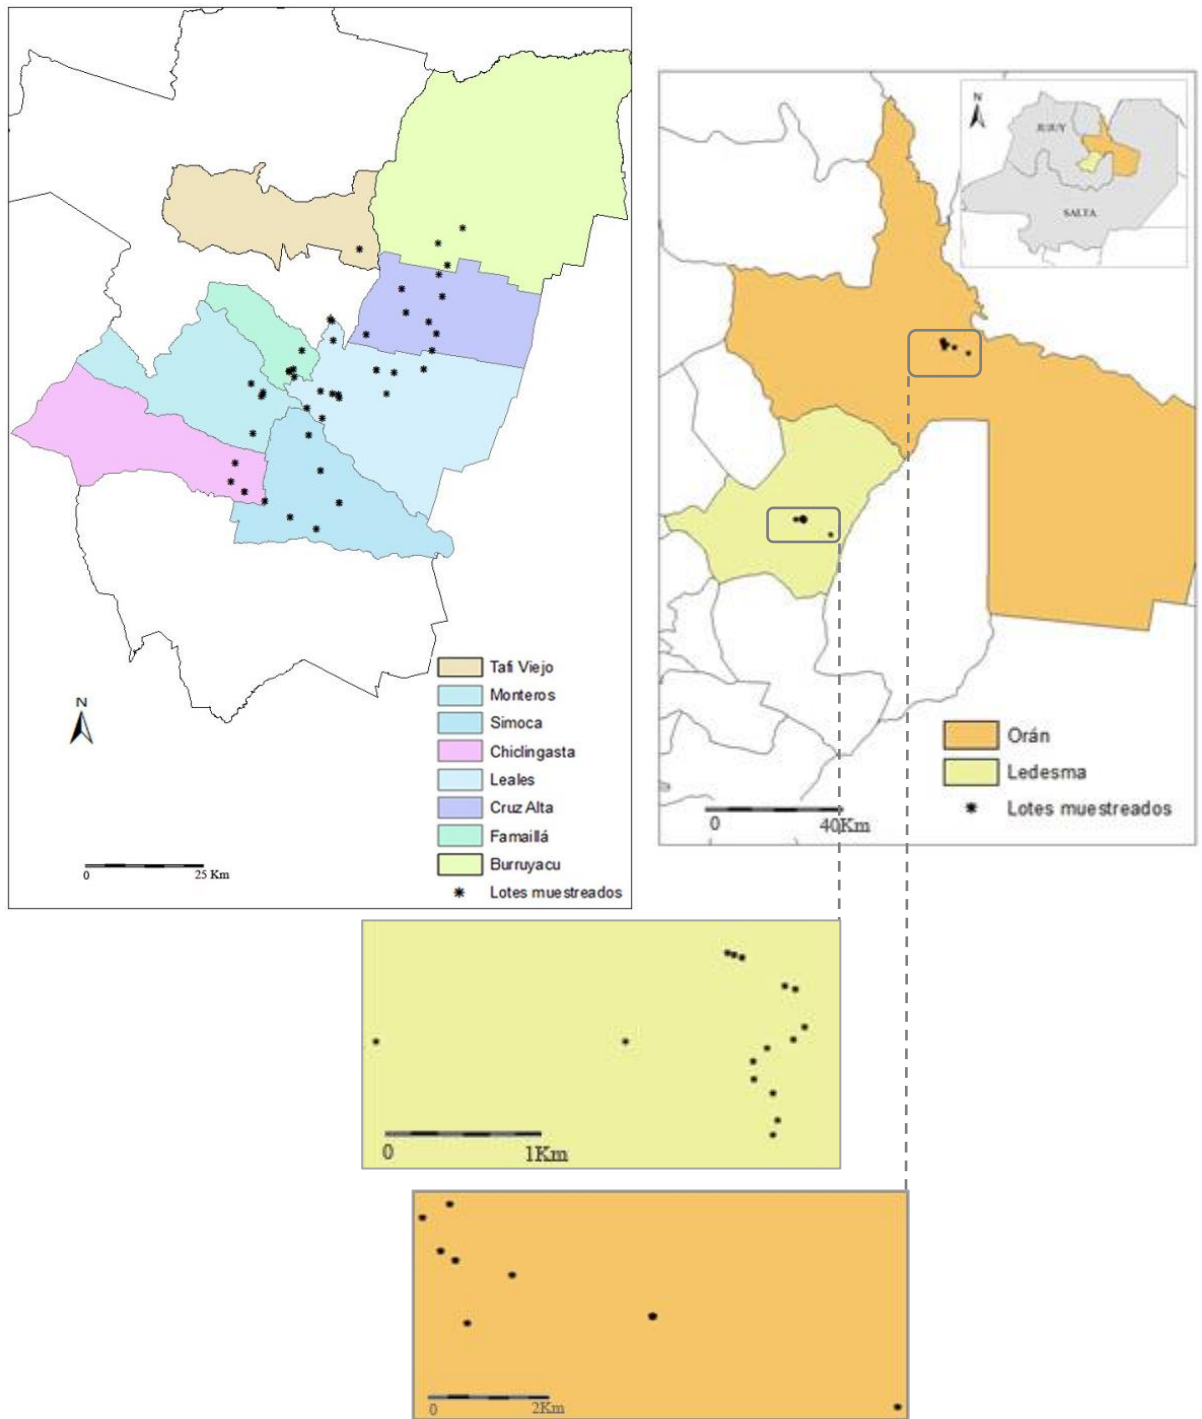 N
Tafi Viejo
Monteros
Simoca
Chiclingasta
Leales
Cruz Alta
Famaillá
Burruyacu
Lotes muestreados
0 25 Km
N
JUJUY
SALTA
Orán
Ledesma
Lotes muestreados
0 40Km
0 1Km
0 2Km